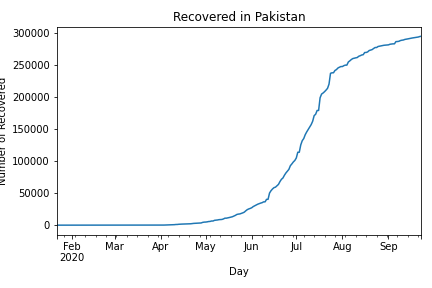 Recovered in Pakistan
Number of Recovered
300000
250000
200000
150000
100000
50000
0
Feb Mar Apr May Jun Jul Aug Sep
2020
Day